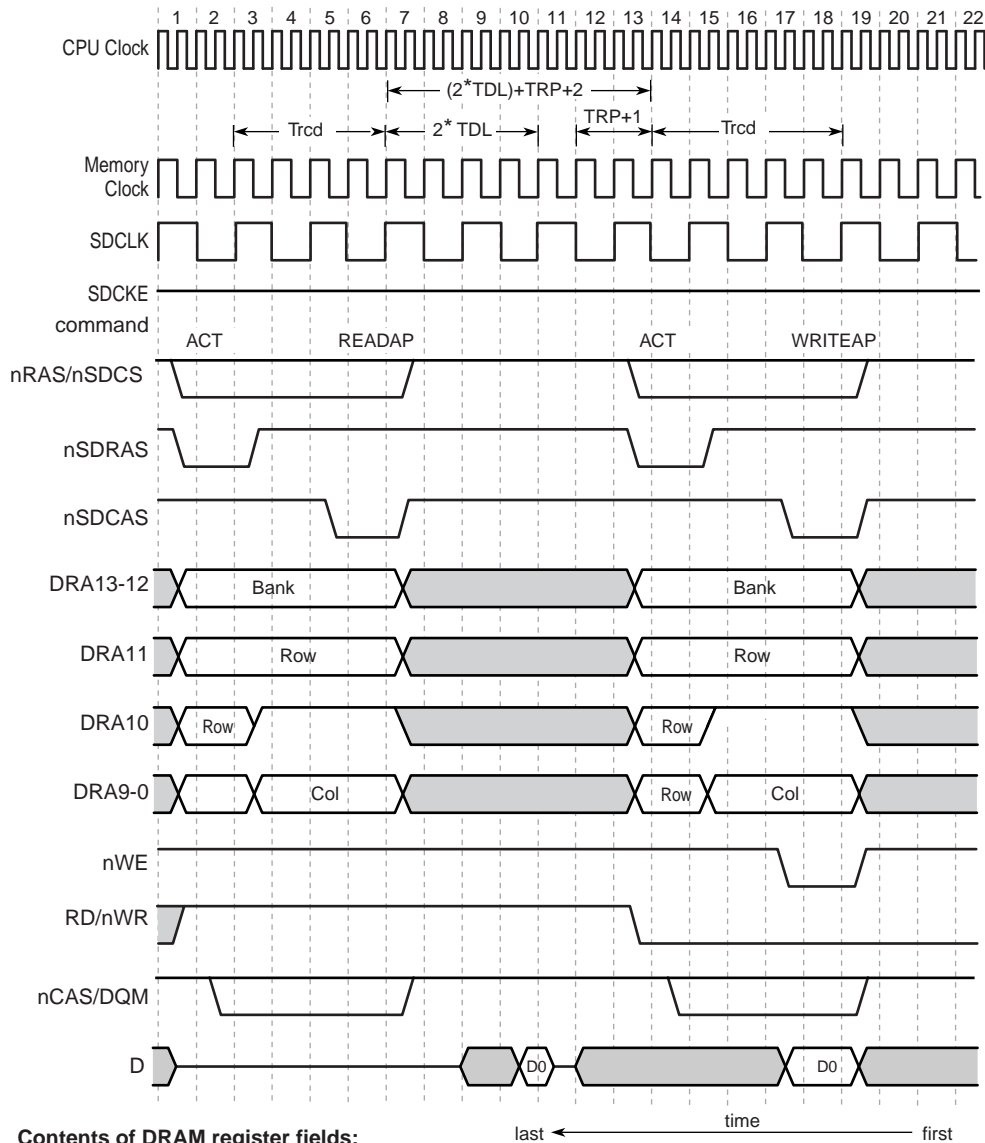 1 2 3 4 5 6 7 8 9 10 11 12 13 14 15 16 17 18 19 20 21 22
CPU Clock
(2*TDL)+TRP+2
Trcd 2* TDL TRP+1 Trcd
Memory
Clock
SDCLK
SDCKE
command
ACT READAP ACT WRITEAP
nRAS/nSDCS
nSDRAS
nSDCAS
DRA13-12 Bank Bank
DRA11 Row Row
DRA10 Row Row
DRA9-0 Col Row Col
nWE
RD/nWR
nCAS/DQM
D D0 D0
Contents of DRAM register fields:
last time first